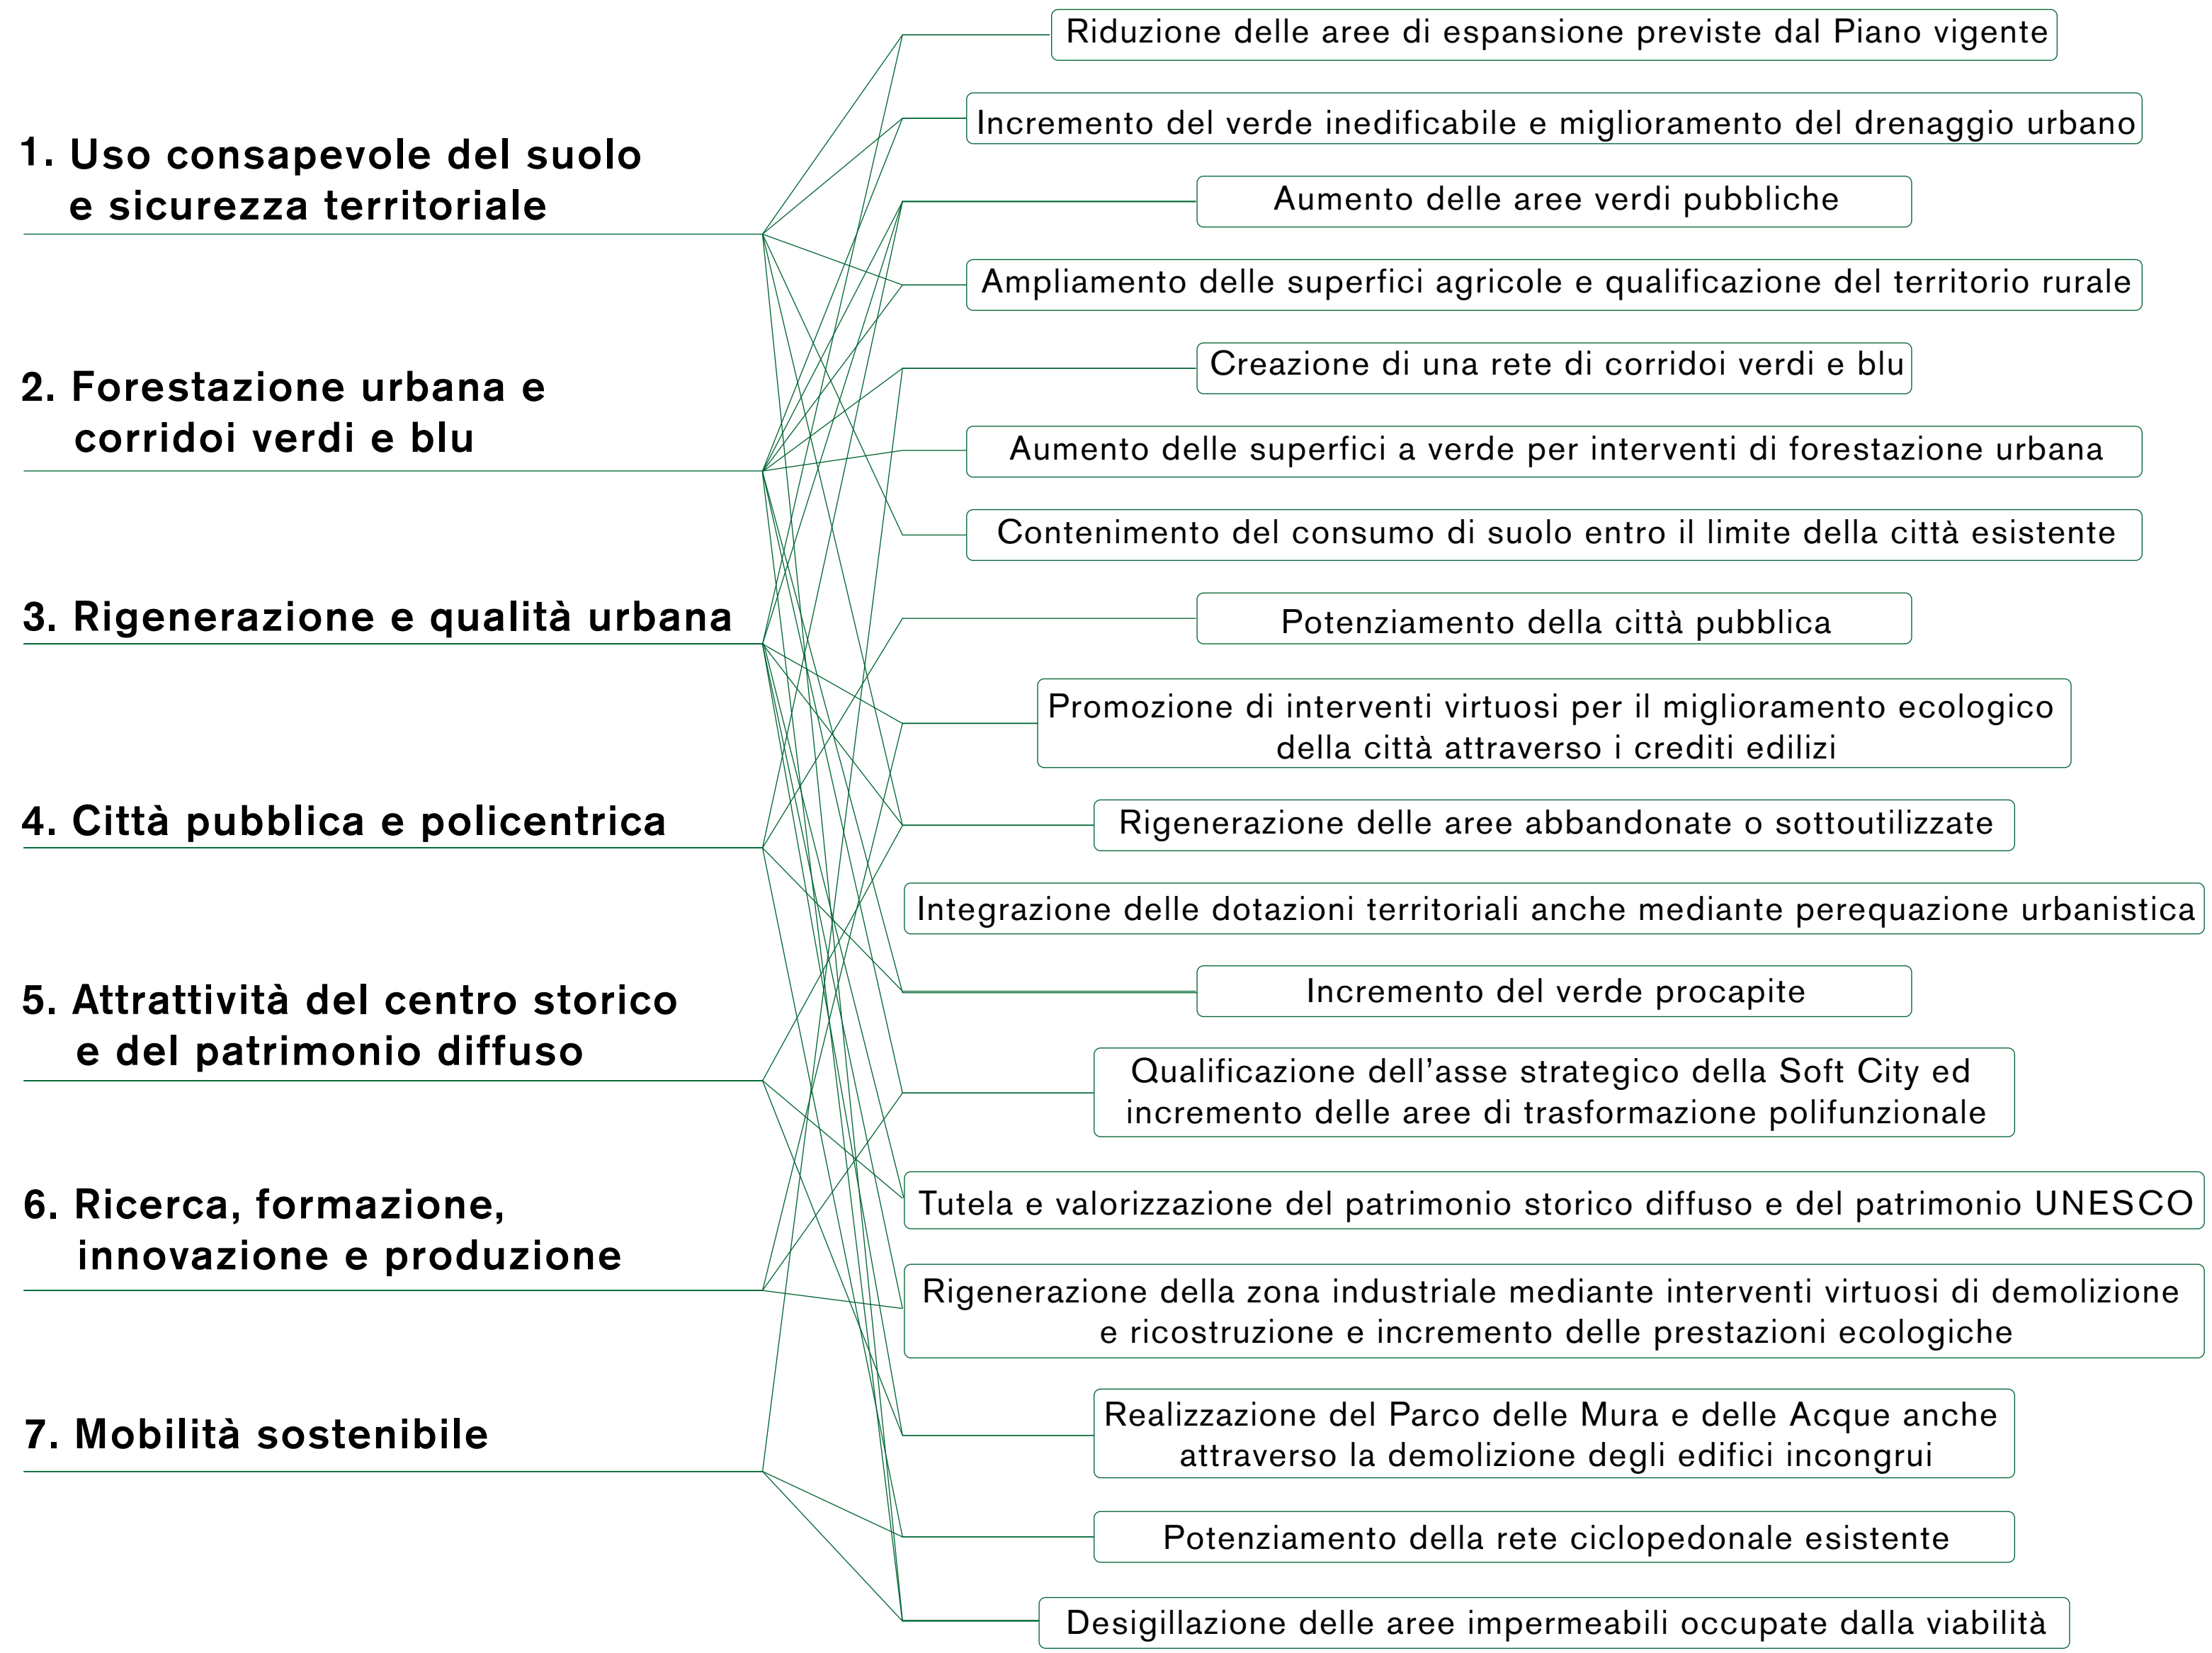 1. Uso consapevole del suolo
e sicurezza territoriale
2. Forestazione urbana e
corridoi verdi e blu
3. Rigenerazione e qualità urbana
4. Città pubblica e policentrica
5. Attrattività del centro storico
e del patrimonio diffuso
6. Ricerca, formazione,
innovazione e produzione
7. Mobilità sostenibile
Riduzione delle aree di espansione previste dal Piano vigente
Incremento del verde inedificabile e miglioramento del drenaggio urbano
Aumento delle aree verdi pubbliche
Ampliamento delle superfici agricole e qualificazione del territorio rurale
Creazione di una rete di corridoi verdi e blu
Aumento delle superfici a verde per interventi di forestazione urbana
Contenimento del consumo di suolo entro il limite della città esistente
Potenziamento della città pubblica
Promozione di interventi virtuosi per il miglioramento ecologico
della città attraverso i crediti edilizi
Rigenerazione delle aree abbandonate o sottoutilizzate
Integrazione delle dotazioni territoriali anche mediante perequazione urbanistica
Incremento del verde procapite
Qualificazione dell'asse strategico della Soft City ed
incremento delle aree di trasformazione polifunzionale
Tutela e valorizzazione del patrimonio storico diffuso e del patrimonio UNESCO
Rigenerazione della zona industriale mediante interventi virtuosi di demolizione
e ricostruzione e incremento delle prestazioni ecologiche
Realizzazione del Parco delle Mura e delle Acque anche
attraverso la demolizione degli edifici incongrui
Potenziamento della rete ciclopedonale esistente
Desigillazione delle aree impermeabili occupate dalla viabilità